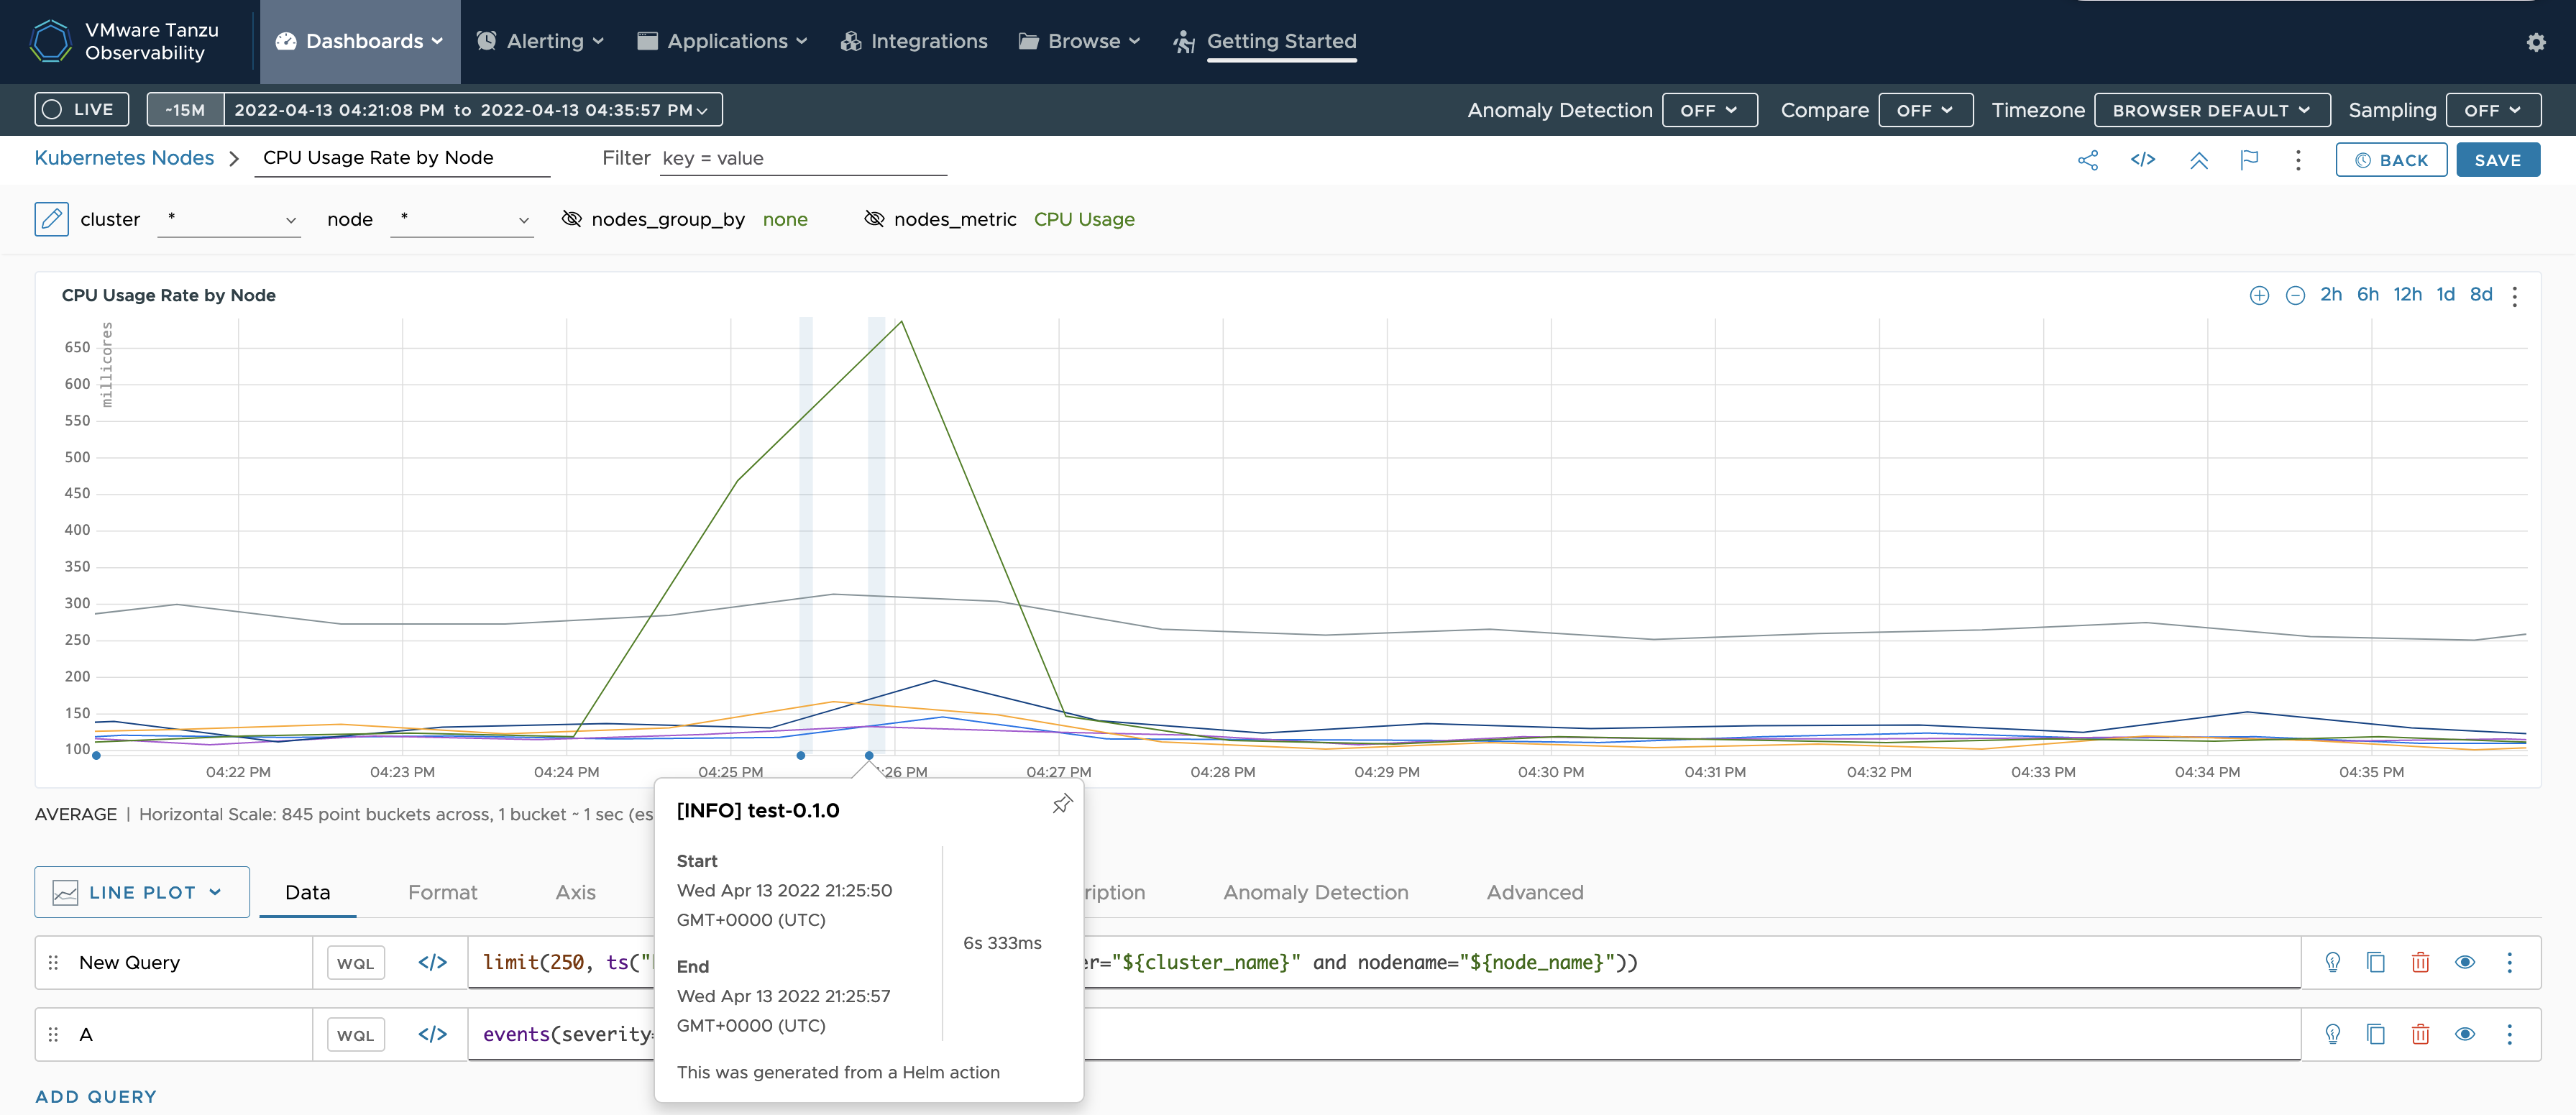 VMware Tanzu
Observability
Dashboards
Alerting
Applications
Integrations
Browse
Getting Started
LIVE
~15M
2022-04-13 04:21:08 PM to 2022-04-13 04:35:57 PM
Anomaly Detection OFF
Compare OFF
Timezone BROWSER DEFAULT
Sampling OFF
Kubernetes Nodes > CPU Usage Rate by Node
Filter key = value
BACK
SAVE
cluster *
node *
nodes_group_by none
nodes_metric CPU Usage
CPU Usage Rate by Node
2h 6h 12h 1d 8d
millicores
650
600
550
500
450
400
350
300
250
200
150
100
04:22 PM
04:23 PM
04:24 PM
04:25 PM
:26 PM
04:27 PM
04:28 PM
04:29 PM
04:30 PM
04:31 PM
04:32 PM
04:33 PM
04:34 PM
04:35 PM
AVERAGE | Horizontal Scale: 845 point buckets across, 1 bucket ~ 1 sec (es
[INFO] test-0.1.0
Start
Wed Apr 13 2022 21:25:50
GMT+0000 (UTC)
6s 333ms
End
Wed Apr 13 2022 21:25:57
GMT+0000 (UTC)
This was generated from a Helm action
LINE PLOT
Data
Format
Axis
ription
Anomaly Detection
Advanced
New Query
WQL
</>
limit(250, ts("
er="${cluster_name}" and nodename="${node_name}"))
A
WQL
</>
events(severity=
ADD QUERY